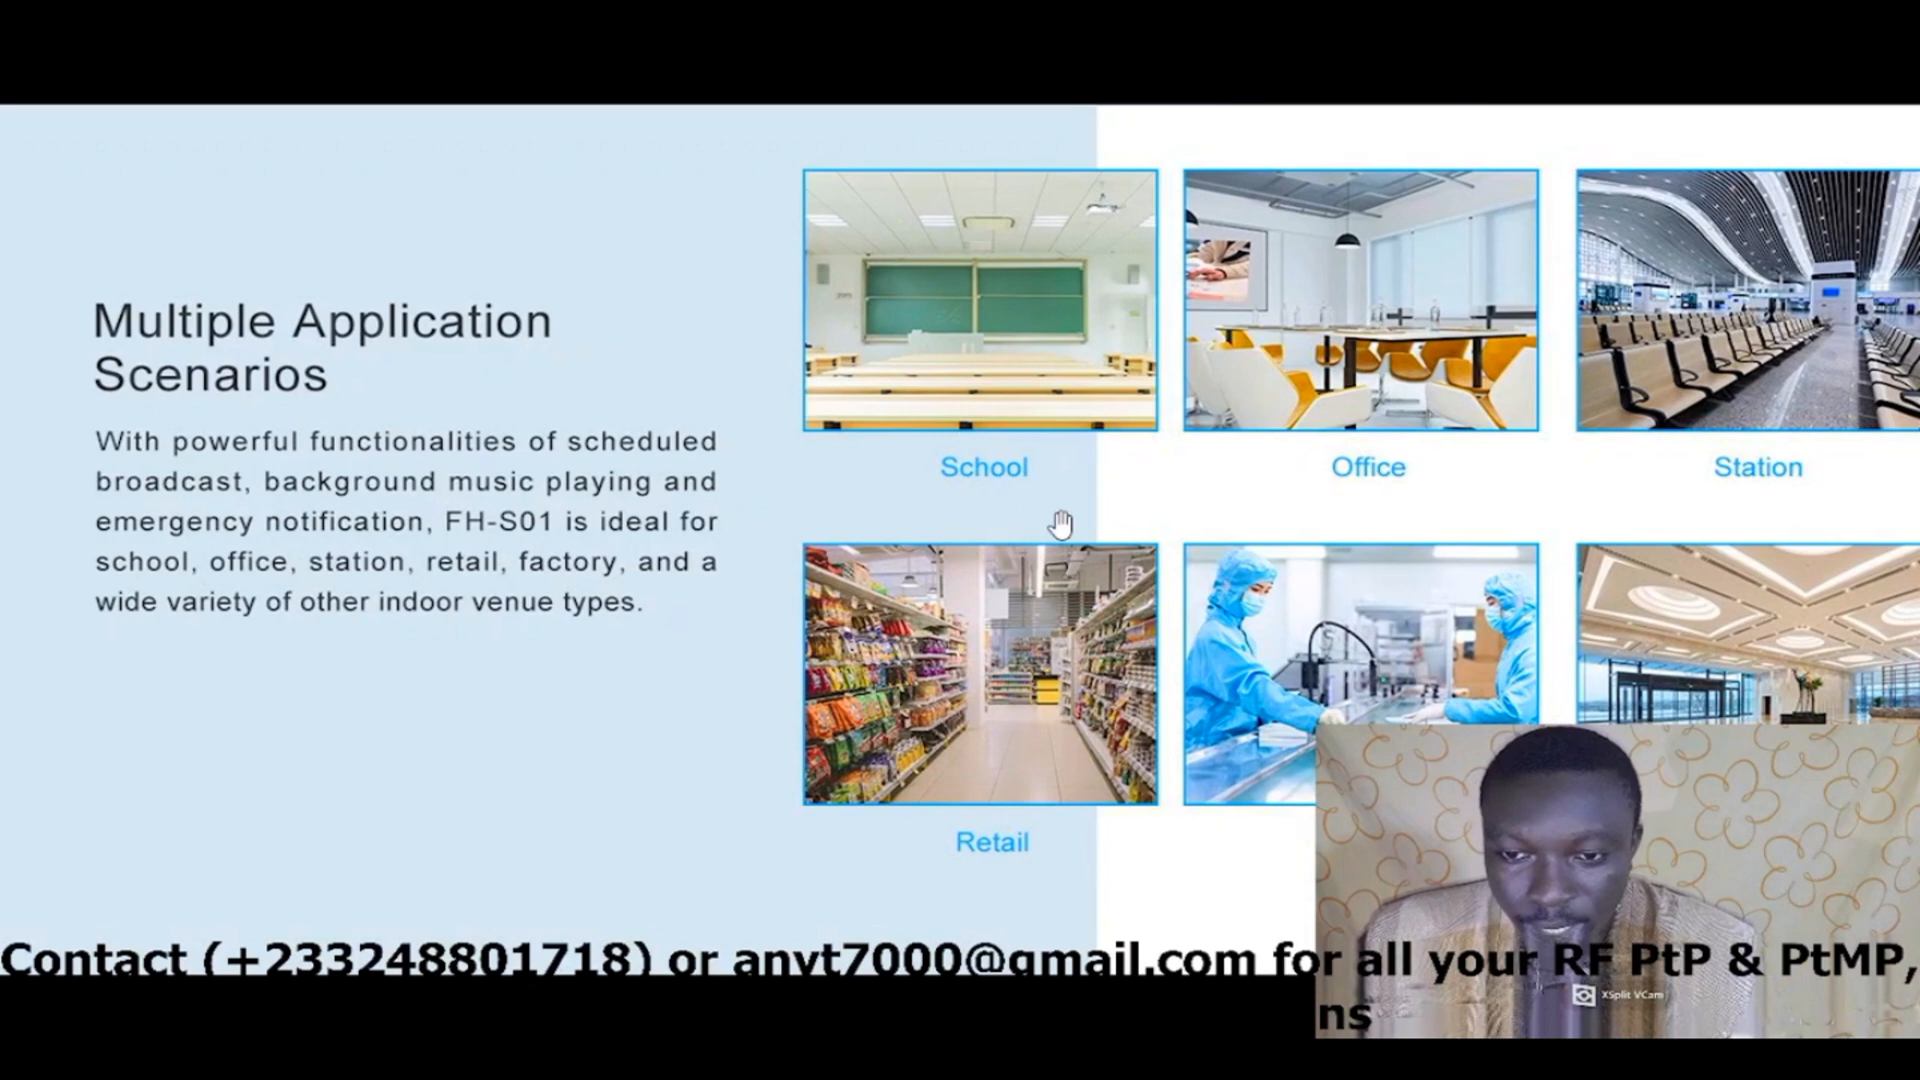 Multiple Application
Scenarios
With powerful functionalities of scheduled
broadcast, background music playing and
emergency notification, FH-S01 is ideal for
school, office, station, retail, factory, and a
wide variety of other indoor venue types.
School
Office
Station
Retail
Contact (+233248801718) or anyt7000@gmail.com for all your RF PtP & PtMP,
XSplit VCam
ns